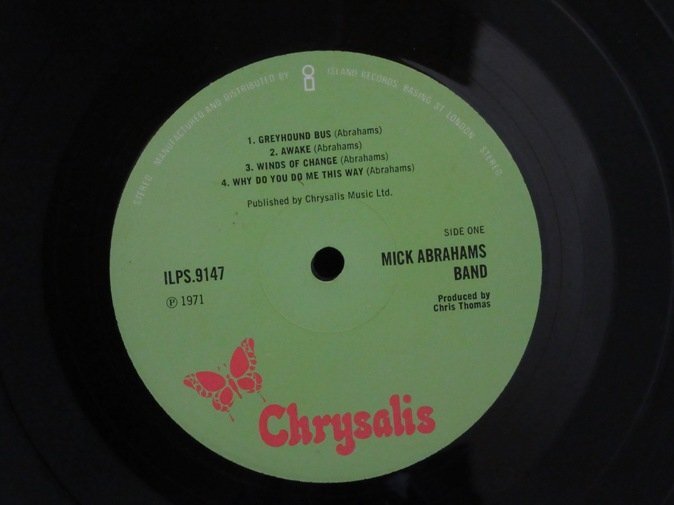 STEREO MANUFACTURED AND DISTRIBUTED BY i ISLAND RECORDS, BASING ST. LONDON. STEREO
1. GREYHOUND BUS (Abrahams)
2. AWAKE (Abrahams)
3. WINDS OF CHANGE (Abrahams)
4. WHY DO YOU DO ME THIS WAY (Abrahams)
Published by Chrysalis Music Ltd.
SIDE ONE
MICK ABRAHAMS
BAND
ILPS.9147
℗ 1971
Produced by
Chris Thomas
Chrysalis